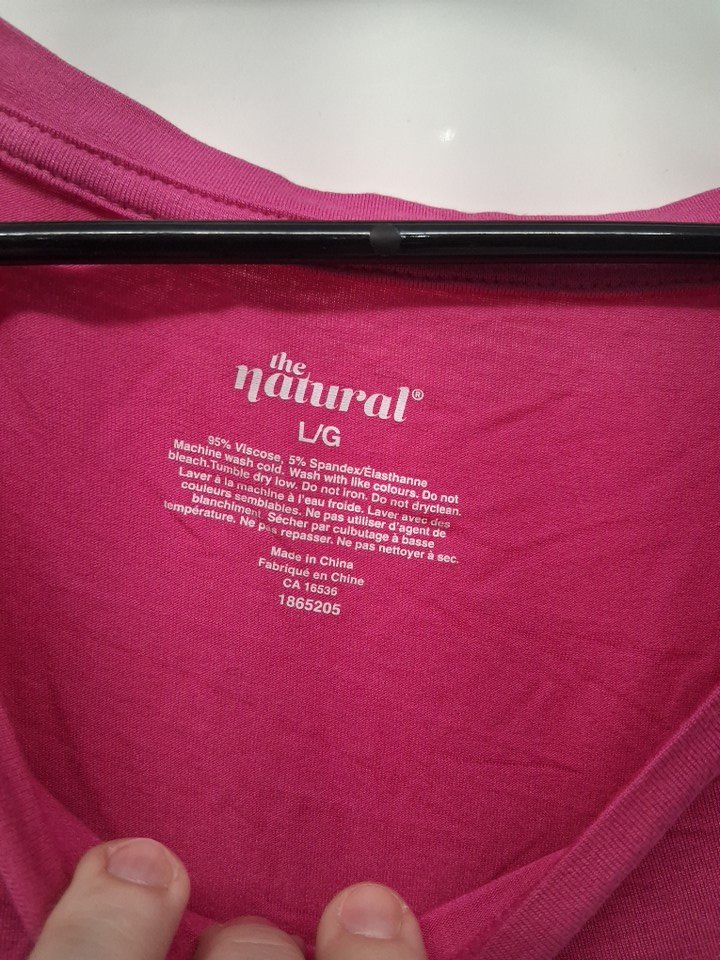 the
natural®
L/G
95% Viscose, 5% Spandex/Élasthanne
Machine wash cold. Wash with like colours. Do not
bleach.Tumble dry low. Do not iron. Do not dryclean.
Laver à la machine à l'eau froide. Laver avec des
couleurs semblables. Ne pas utiliser d'agent de
blanchiment. Sécher par culbutage à basse
température. Ne pas repasser. Ne pas nettoyer à sec.
Made in China
Fabriqué en Chine
CA 16536
1865205